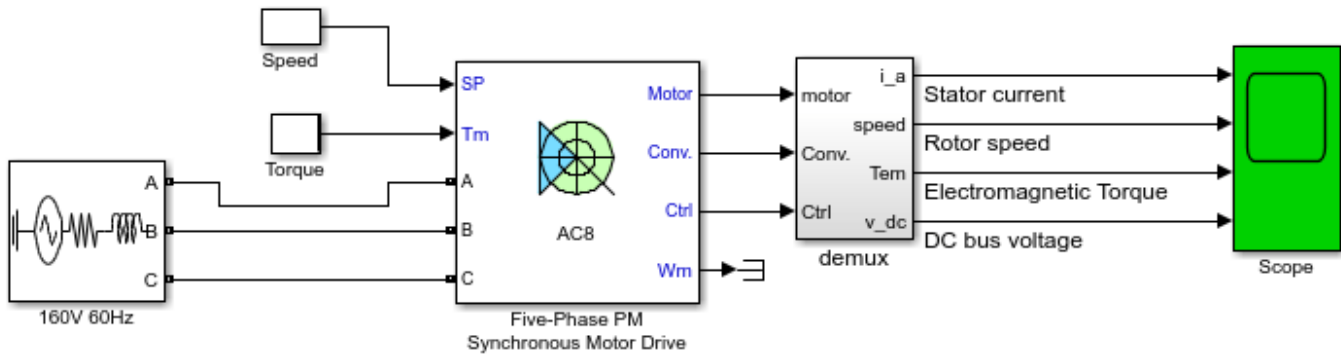 Speed
Torque
A
B
C
160V 60Hz
SP
Tm
A
B
C
Motor
Conv.
Ctrl
Wm
AC8
Five-Phase PM
Synchronous Motor Drive
motor
Conv.
Ctrl
i_a
speed
Tem
v_dc
demux
Stator current
Rotor speed
Electromagnetic Torque
DC bus voltage
Scope